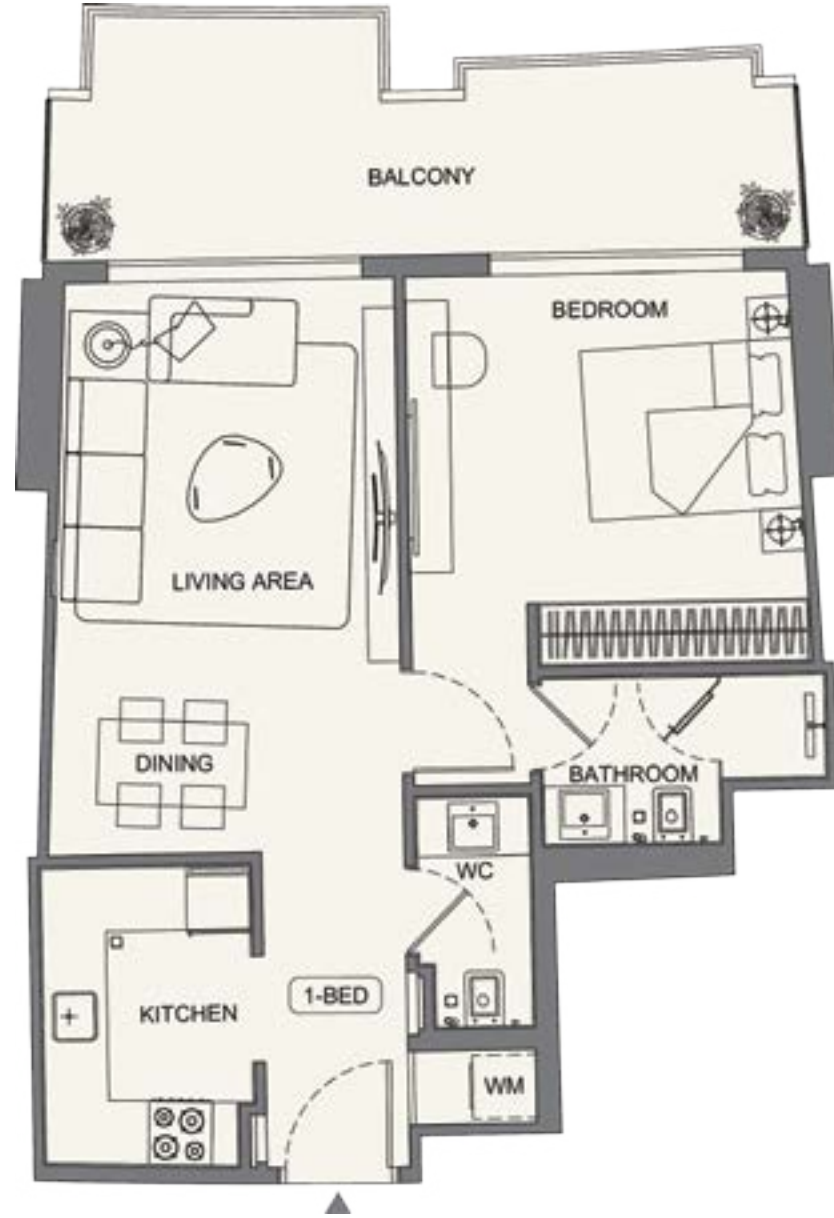 BALCONY
BEDROOM
LIVING AREA
DINING
BATHROOM
WC
1-BED
KITCHEN
WM